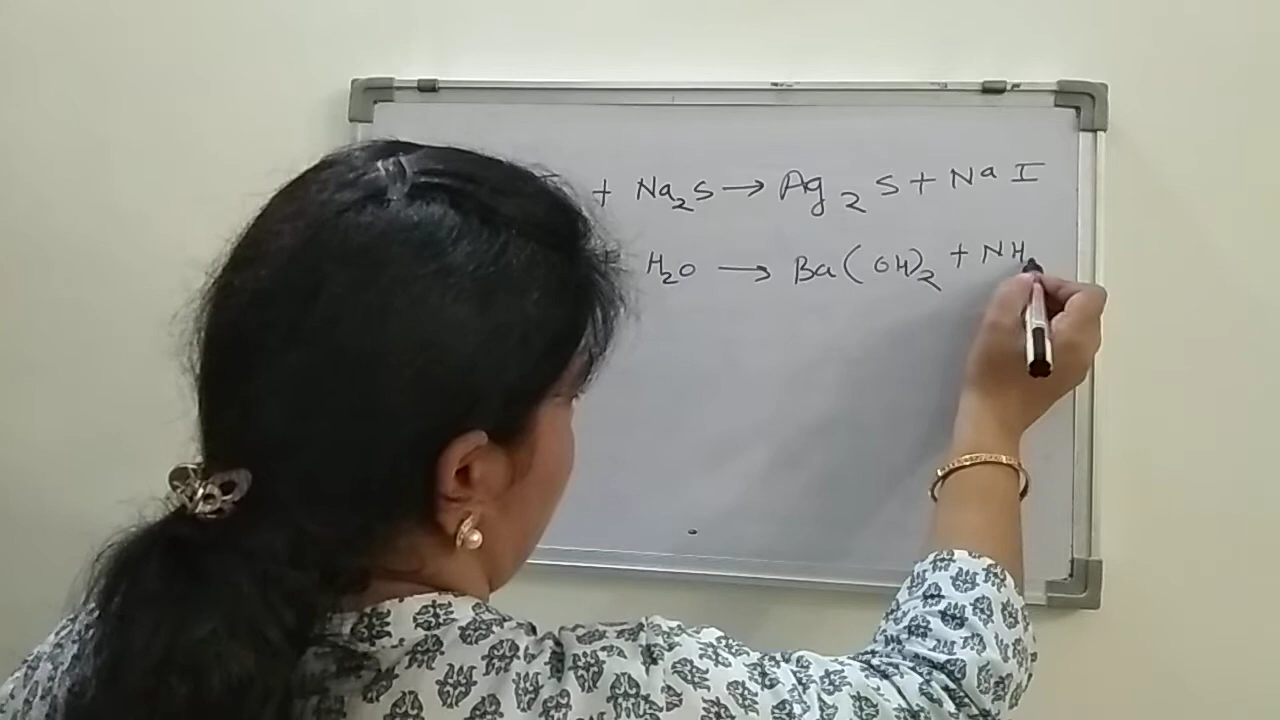 + Na₂S → Ag₂S + NaI
H₂O → Ba(OH)₂ + NH